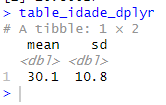 > table_idade_dplyr
# A tibble: 1 × 2
mean sd
<dbl> <dbl>
1 30.1 10.8
>